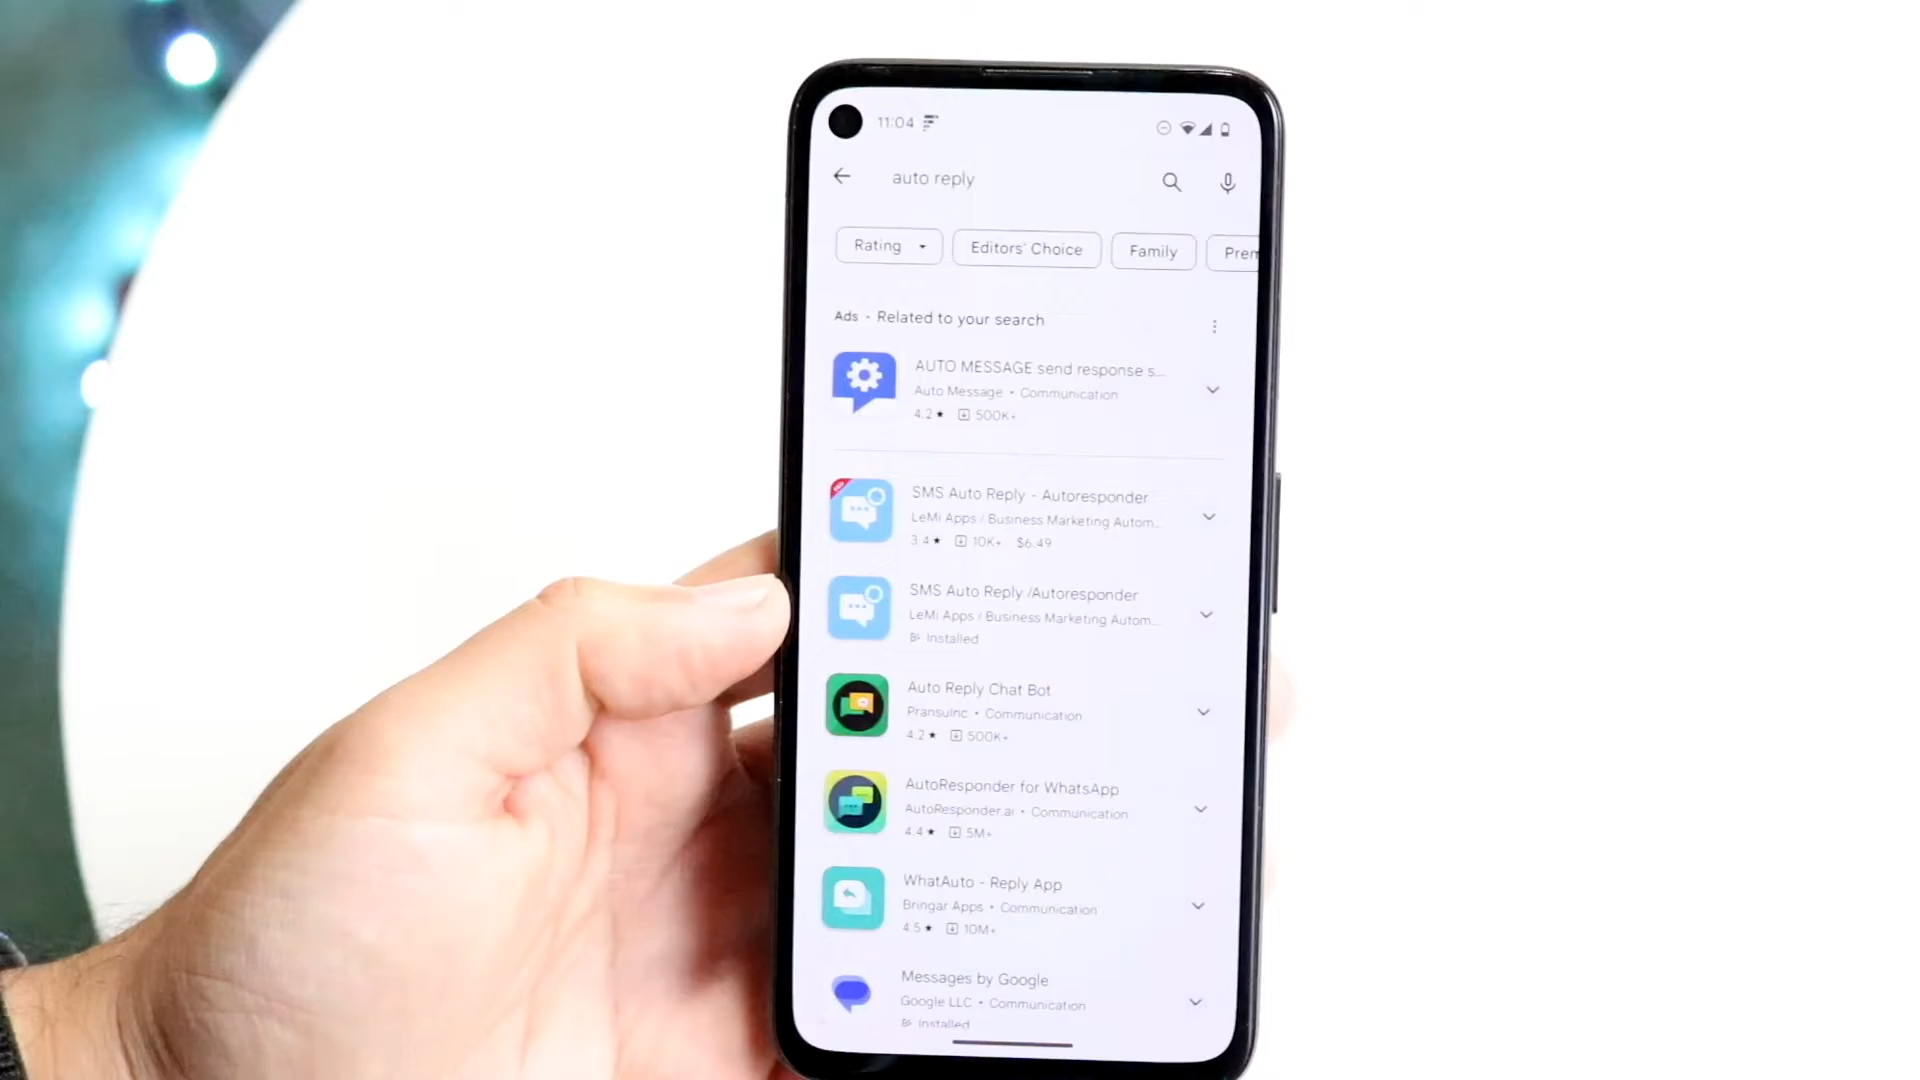 11:04
auto reply
Rating
Editors' Choice
Family
Prem
Ads • Related to your search
AUTO MESSAGE send response s...
Auto Message • Communication
4.2★ 500K+
SMS Auto Reply - Autoresponder
LeMi Apps / Business Marketing Autom...
3.4★ 10K+ $6.49
SMS Auto Reply /Autoresponder
LeMi Apps / Business Marketing Autom...
Installed
Auto Reply Chat Bot
PransuInc • Communication
4.2★ 500K+
AutoResponder for WhatsApp
AutoResponder.ai • Communication
4.4★ 5M+
WhatAuto - Reply App
Bringar Apps • Communication
4.5★ 10M+
Messages by Google
Google LLC • Communication
Installed